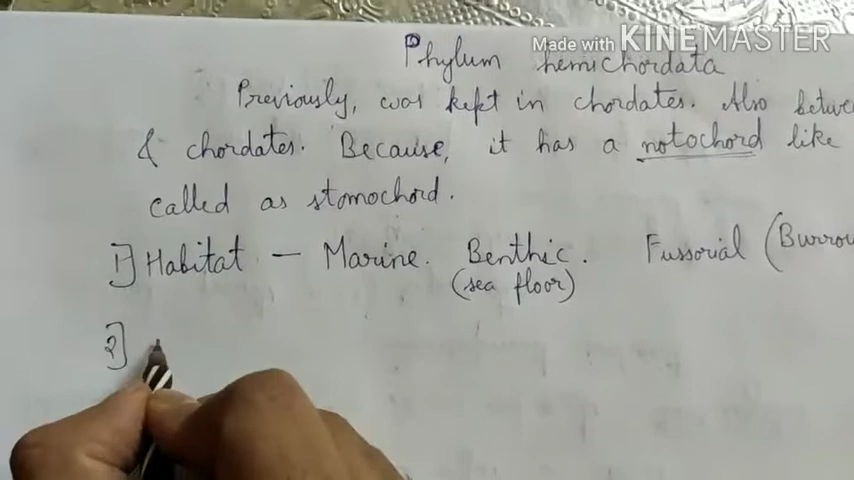 Made with KINEMASTER
Phylum hemichordata
Previously, was kept in chordates. Also betwe
& chordates. Because, it has a notochord like
called as stomochord.
1] Habitat – Marine. Benthic. Fussorial (Burrow
(sea floor)
2]